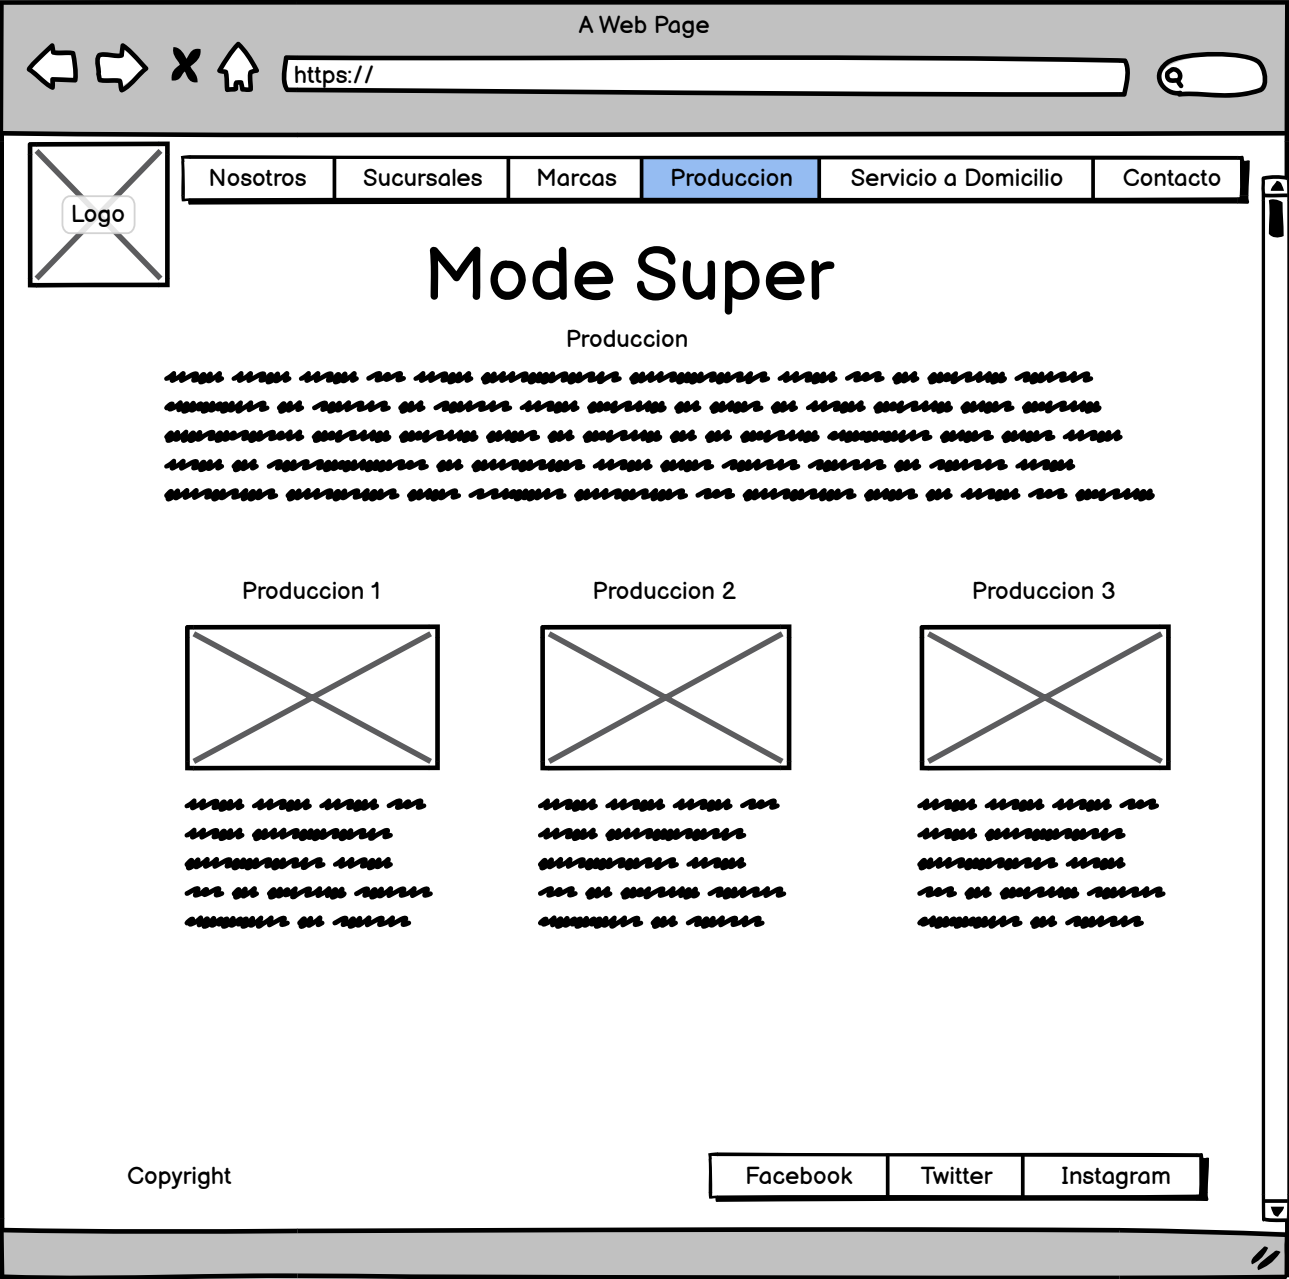 A Web Page
https://
Logo
Nosotros Sucursales Marcas Produccion Servicio a Domicilio Contacto
Mode Super
Produccion
Produccion 1 Produccion 2 Produccion 3
Copyright Facebook Twitter Instagram